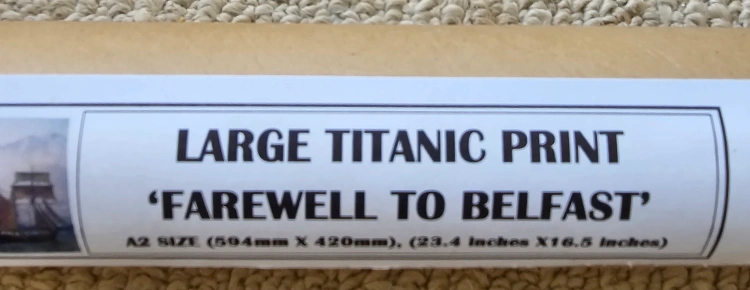 LARGE TITANIC PRINT
‘FAREWELL TO BELFAST’
A2 SIZE (594mm X 420mm), (23.4 inches X16.5 inches)